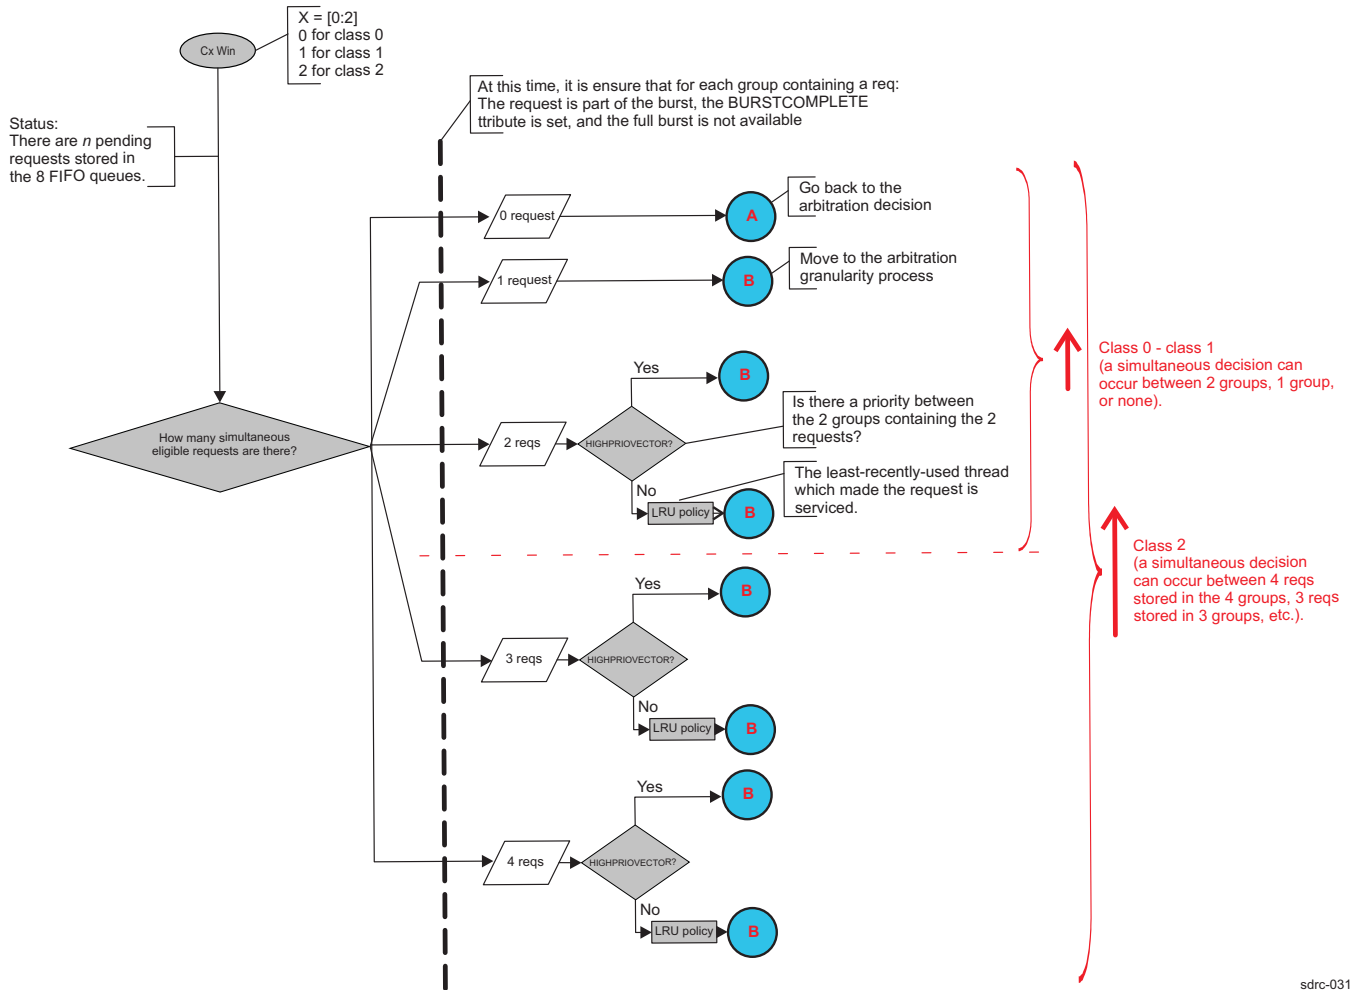 X = [0:2]
0 for class 0
1 for class 1
2 for class 2
Cx Win
At this time, it is ensure that for each group containing a req:
The request is part of the burst, the BURSTCOMPLETE
ttribute is set, and the full burst is not available
Status:
There are n pending
requests stored in
the 8 FIFO queues.
0 request
A
Go back to the
arbitration decision
1 request
B
Move to the arbitration
granularity process
Yes
B
How many simultaneous
eligible requests are there?
2 reqs
HIGHPRIOVECTOR?
Is there a priority between
the 2 groups containing the 2
requests?
No
LRU policy
B
The least-recently-used thread
which made the request is
serviced.
Class 0 - class 1
(a simultaneous decision can
occur between 2 groups, 1 group,
or none).
Class 2
(a simultaneous decision
can occur between 4 reqs
stored in the 4 groups, 3 reqs
stored in 3 groups, etc.).
Yes
B
3 reqs
HIGHPRIOVECTOR?
No
LRU policy
B
Yes
B
4 reqs
HIGHPRIOVECTOR?
No
LRU policy
B
sdrc-031